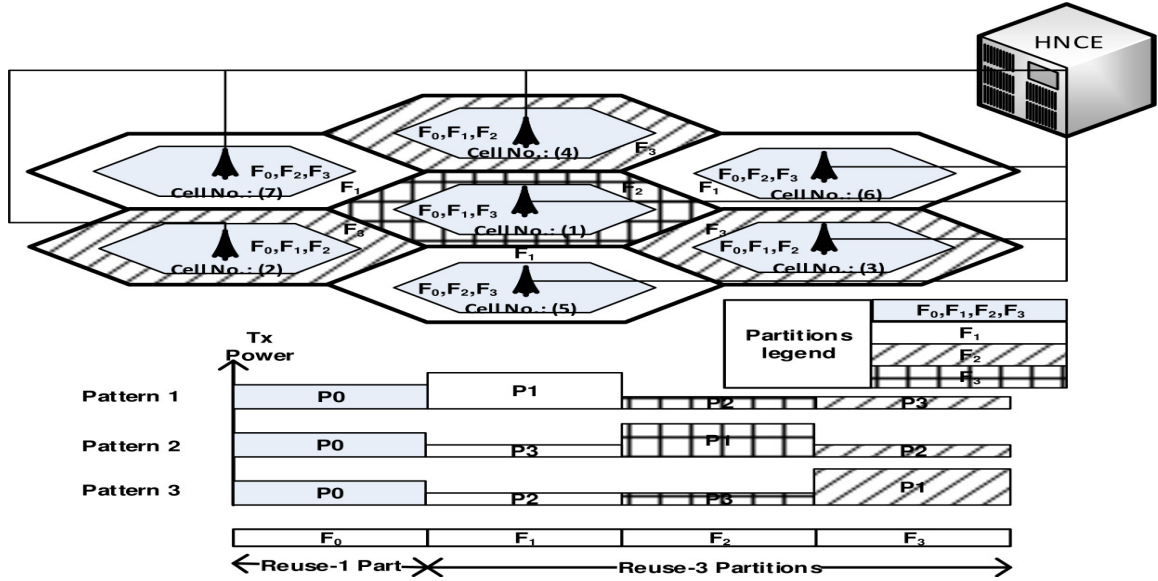 HNCE
F₀,F₁,F₂
Cell No.: (4)
F₃
F₀,F₂,F₃
Cell No.: (7)
F₁
F₀,F₂,F₃
Cell No.: (6)
F₁
F₂
F₀,F₁,F₃
Cell No.: (1)
F₃
F₀,F₁,F₂
Cell No.: (2)
F₃
F₀,F₁,F₂
Cell No.: (3)
F₁
F₀,F₂,F₃
Cell No.: (5)
Partitions
legend
F₀,F₁,F₂,F₃
F₁
F₂
F₃
Tx
Power
Pattern 1
P0
P1
P2
P3
Pattern 2
P0
P3
P1
P2
Pattern 3
P0
P2
P3
P1
F₀
F₁
F₂
F₃
Reuse-1 Part
Reuse-3 Partitions